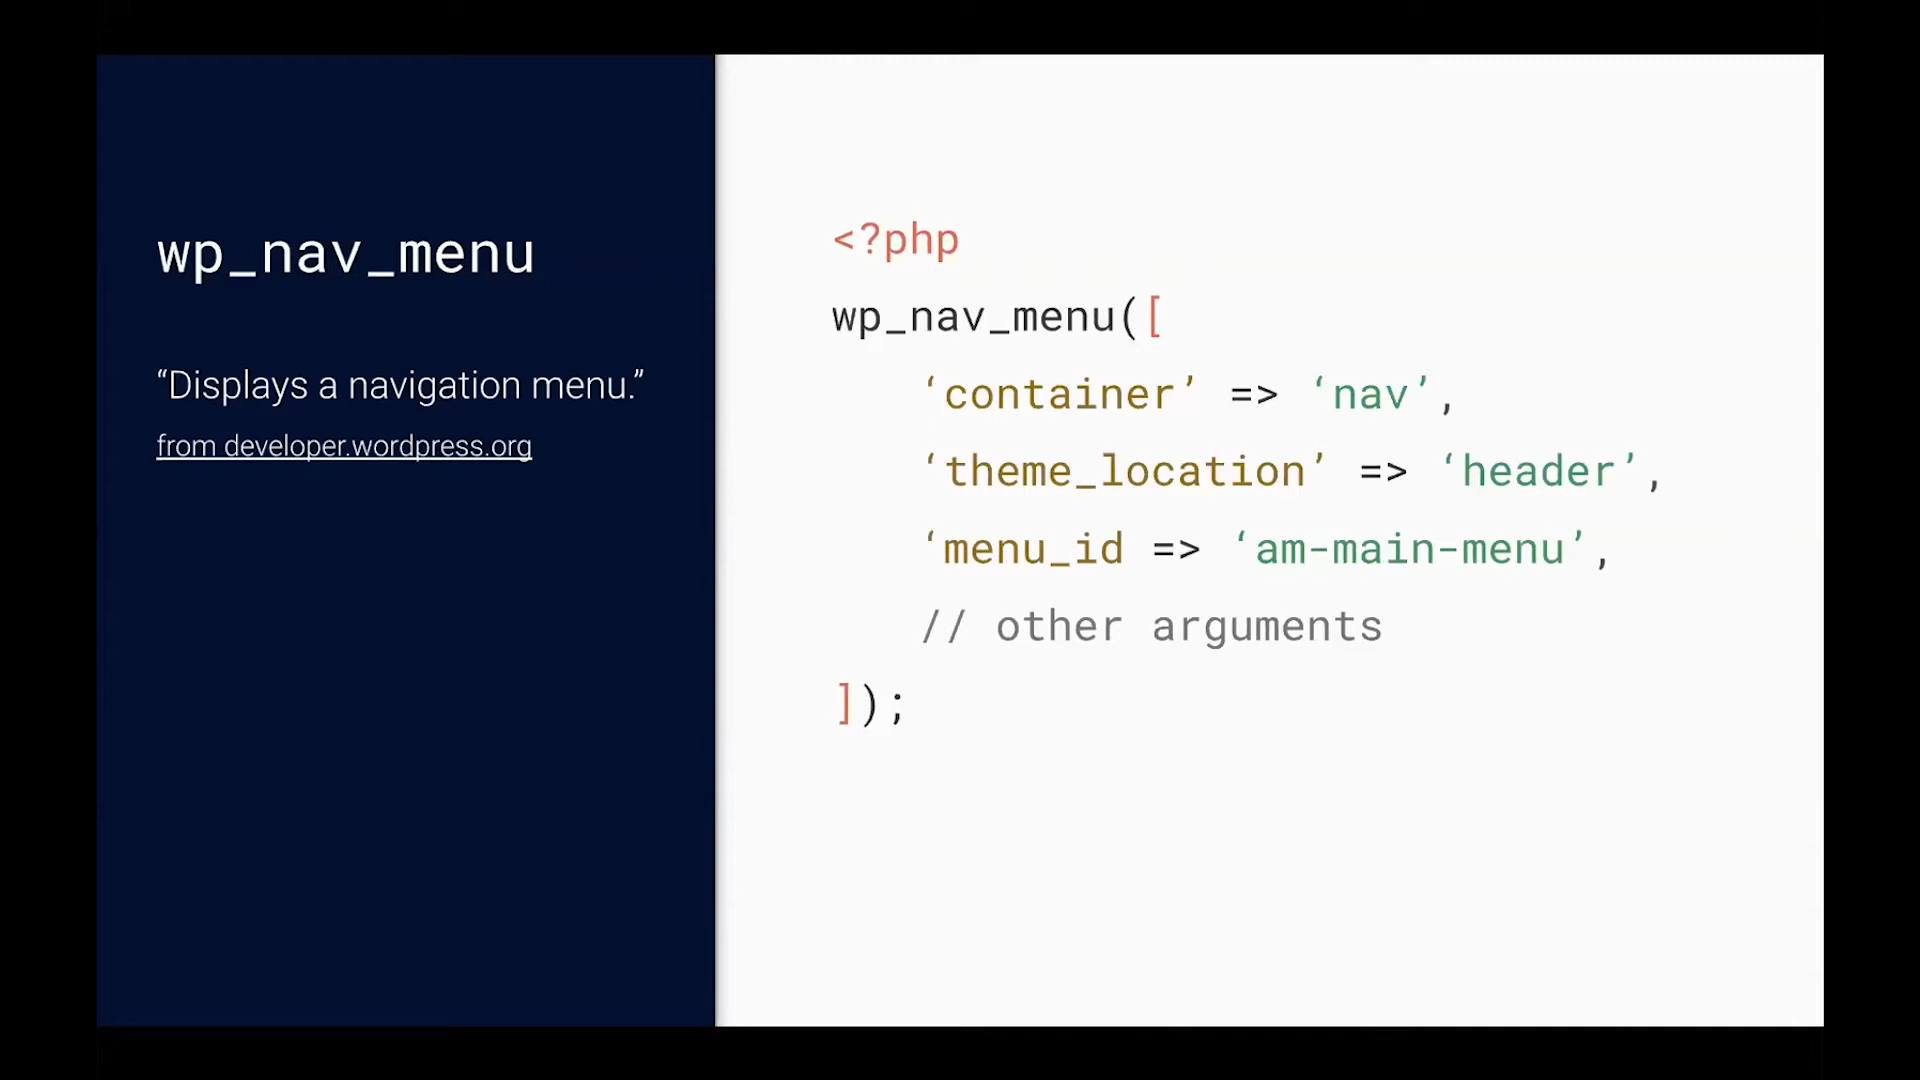 wp_nav_menu
“Displays a navigation menu.”
from developer.wordpress.org
<?php
wp_nav_menu([
‘container’ => ‘nav’,
‘theme_location’ => ‘header’,
‘menu_id => ‘am-main-menu’,
// other arguments
]);